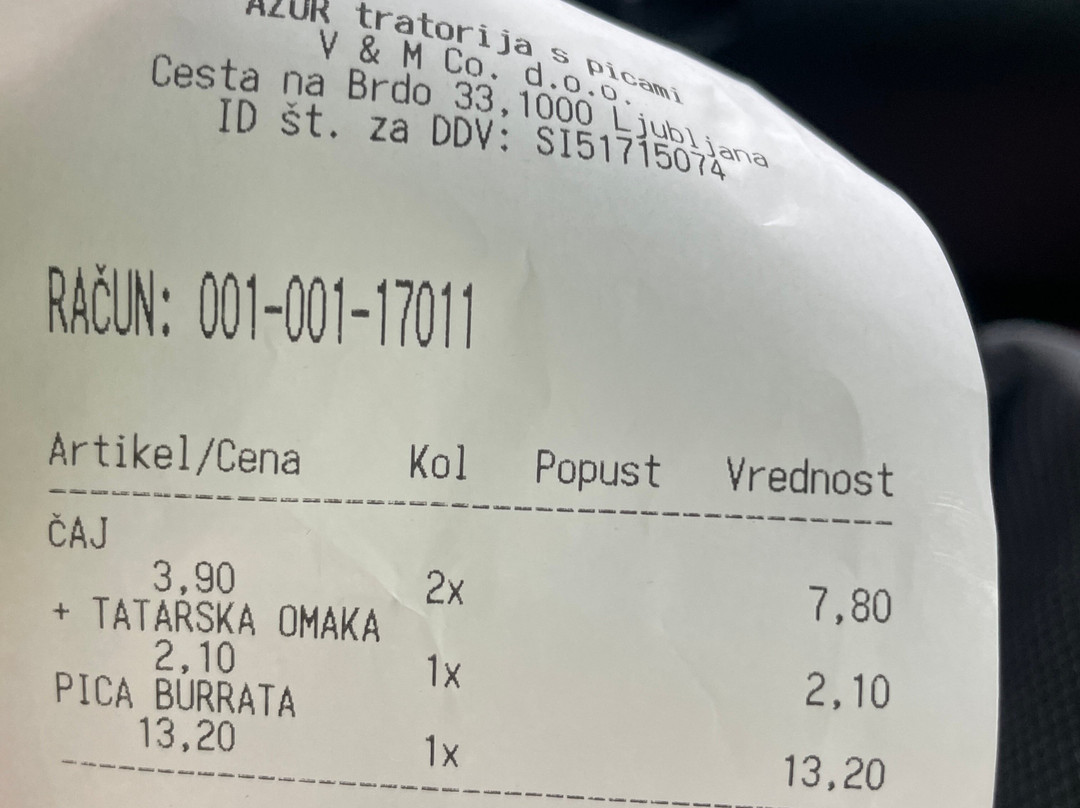 AZUR tratorija s picami
V & M Co. d.o.o.
Cesta na Brdo 33, 1000 Ljubljana
ID št. za DDV: SI51715074
RAČUN: 001-001-17011
Artikel/Cena Kol Popust Vrednost
ČAJ
3,90 2x 7,80
+ TATARSKA OMAKA
2,10 1x 2,10
PICA BURRATA
13,20 1x 13,20